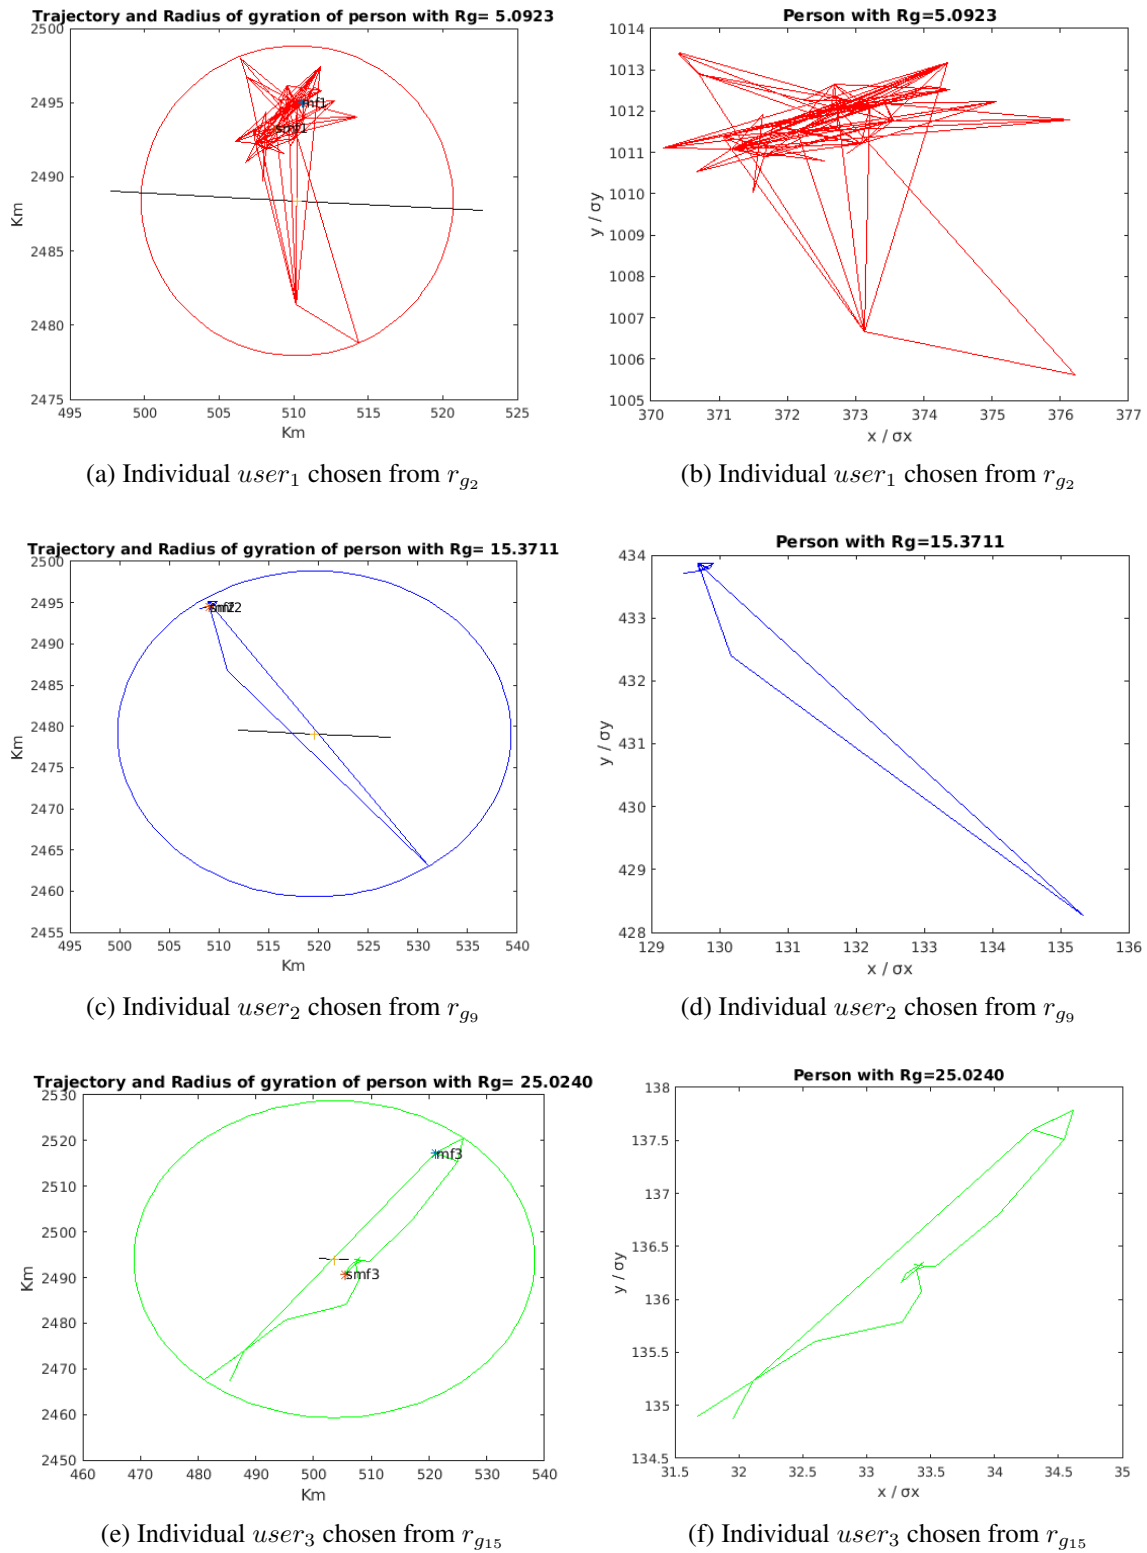 Trajectory and Radius of gyration of person with Rg= 5.0923
2500
2495
2490
2485
2480
2475
495 500 505 510 515 520 525
Km
Km
mf1
smf1
Person with Rg=5.0923
1014
1013
1012
1011
1010
1009
1008
1007
1006
1005
370 371 372 373 374 375 376 377
y / σy
x / σx
(a) Individual user₁ chosen from r_g₂
(b) Individual user₁ chosen from r_g₂
Trajectory and Radius of gyration of person with Rg= 15.3711
2500
2495
2490
2485
2480
2475
2470
2465
2460
2455
495 500 505 510 515 520 525 530 535 540
Km
Km
Person with Rg=15.3711
434
433
432
431
430
429
428
129 130 131 132 133 134 135 136
y / σy
x / σx
(c) Individual user₂ chosen from r_g₉
(d) Individual user₂ chosen from r_g₉
Trajectory and Radius of gyration of person with Rg= 25.0240
2530
2520
2510
2500
2490
2480
2470
2460
2450
460 470 480 490 500 510 520 530 540
Km
Km
mf3
smf3
Person with Rg=25.0240
138
137.5
137
136.5
136
135.5
135
134.5
31.5 32 32.5 33 33.5 34 34.5 35
y / σy
x / σx
(e) Individual user₃ chosen from r_g₁₅
(f) Individual user₃ chosen from r_g₁₅